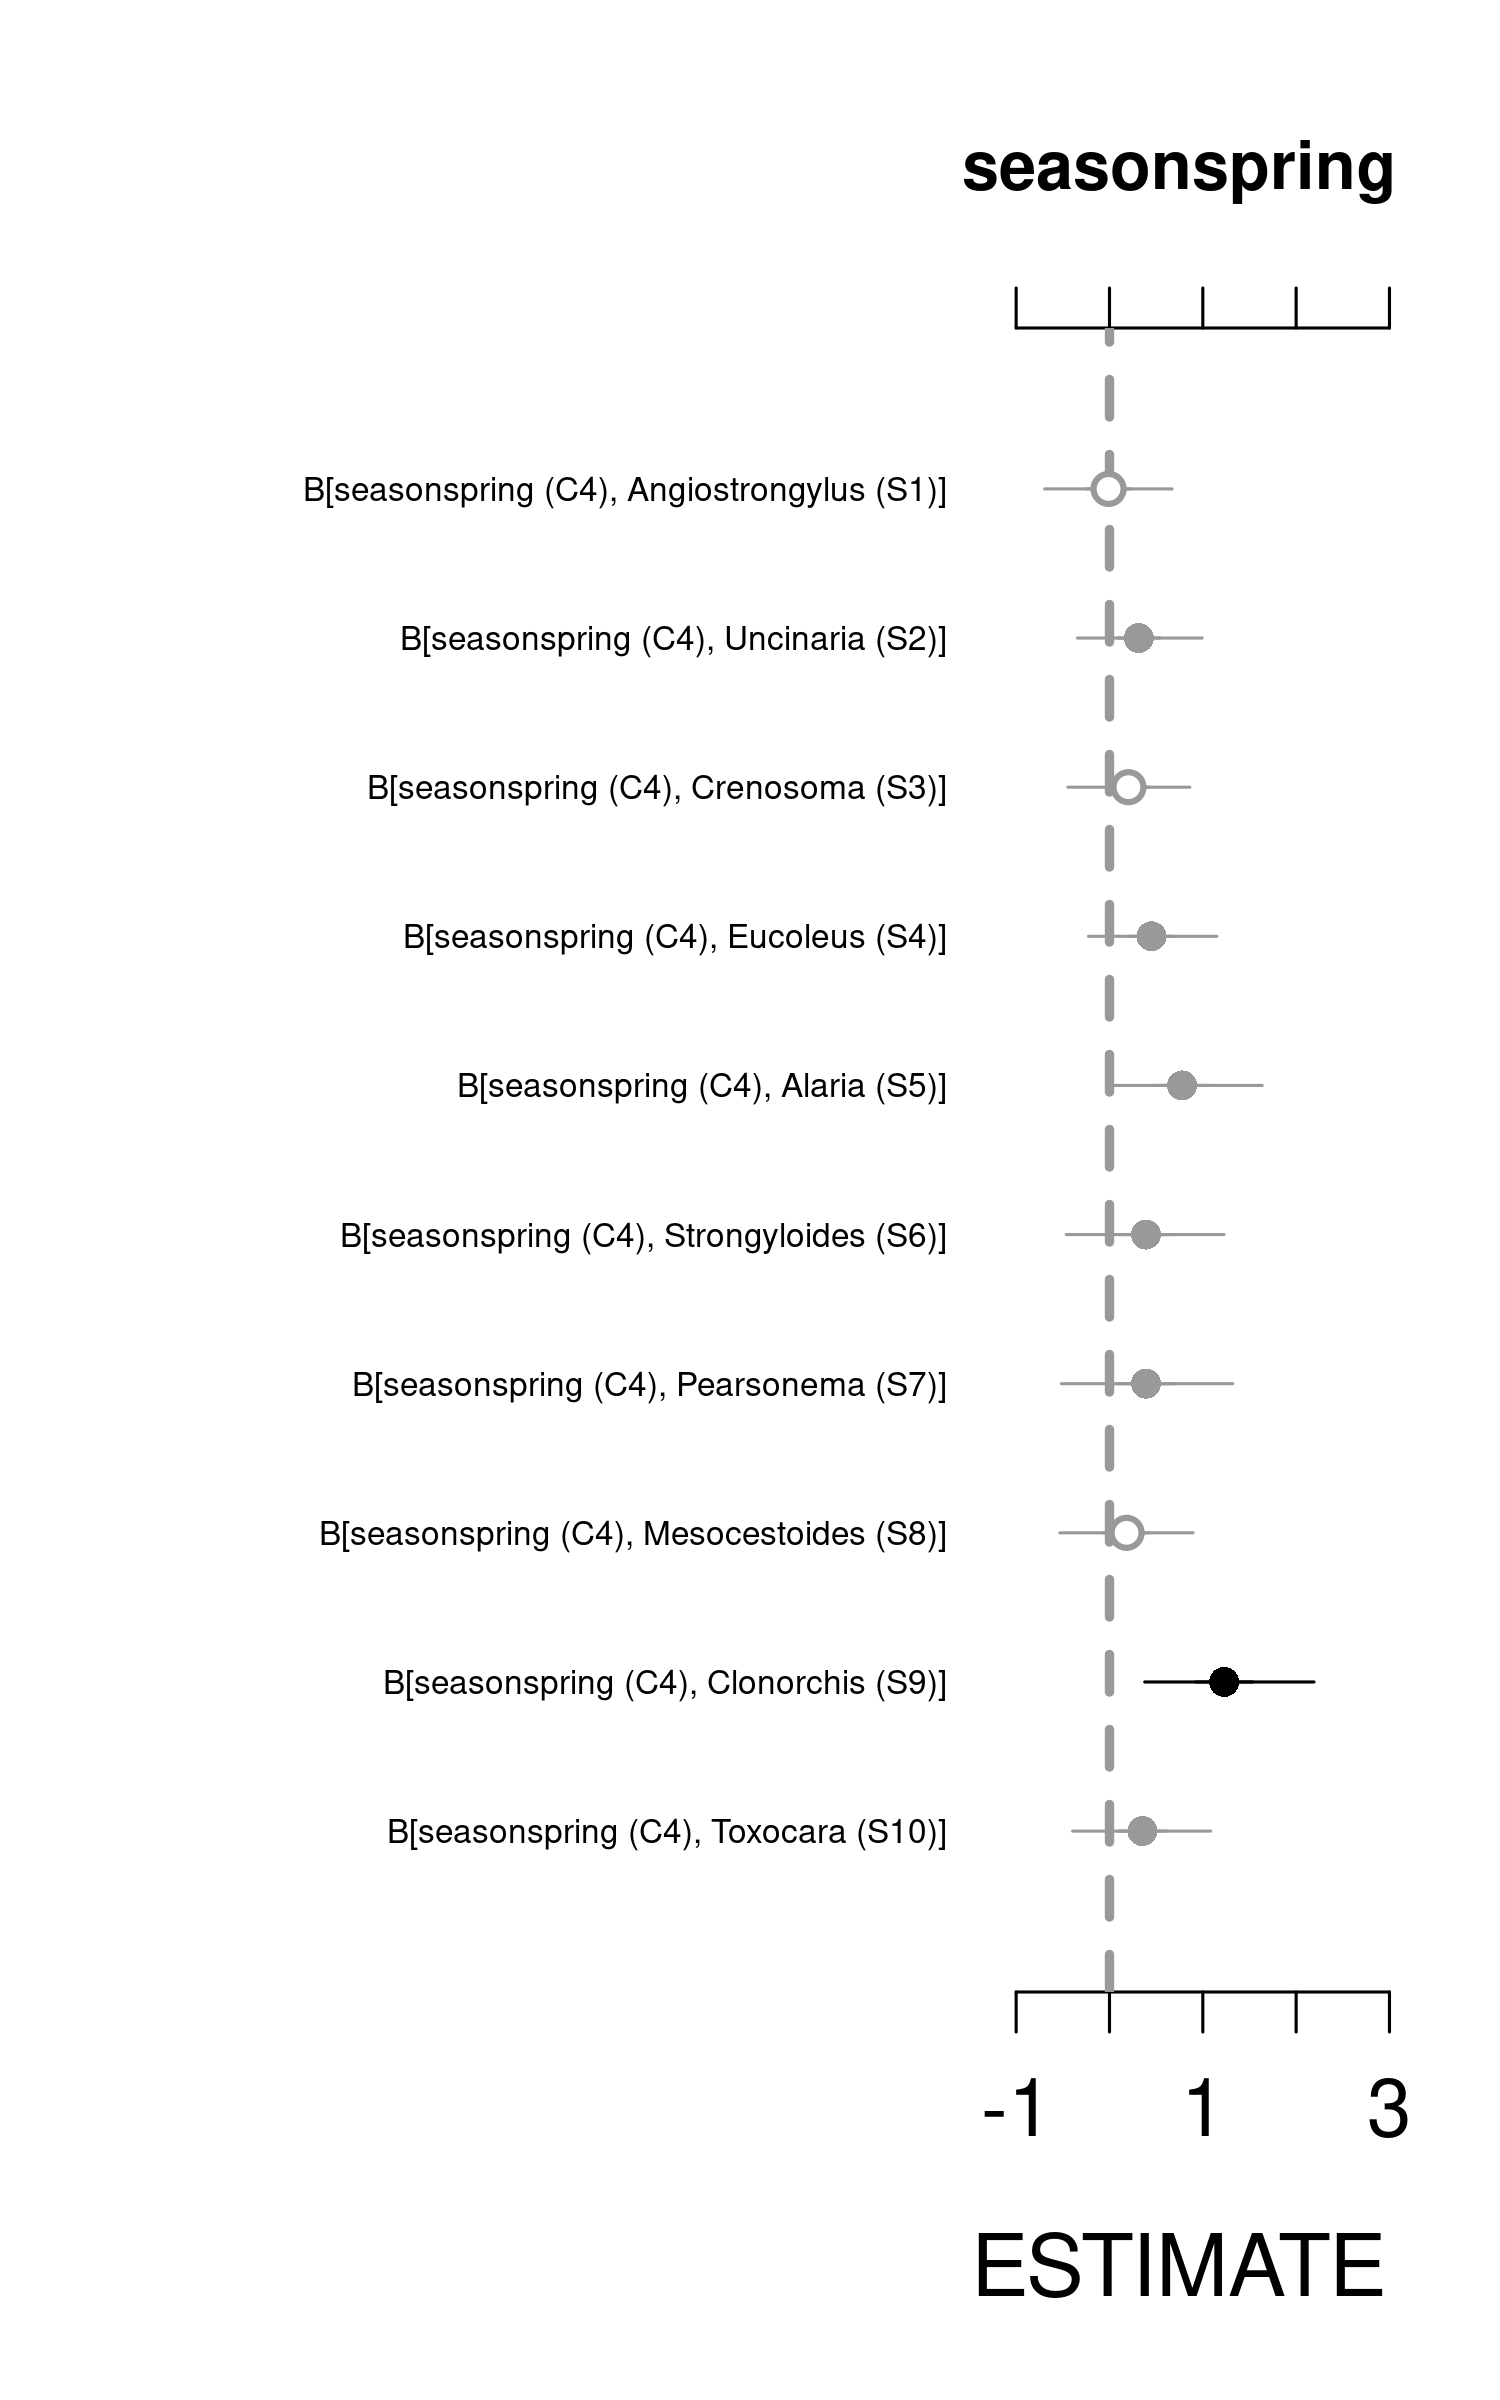 seasonspring
B[seasonspring (C4), Angiostrongylus (S1)]
B[seasonspring (C4), Uncinaria (S2)]
B[seasonspring (C4), Crenosoma (S3)]
B[seasonspring (C4), Eucoleus (S4)]
B[seasonspring (C4), Alaria (S5)]
B[seasonspring (C4), Strongyloides (S6)]
B[seasonspring (C4), Pearsonema (S7)]
B[seasonspring (C4), Mesocestoides (S8)]
B[seasonspring (C4), Clonorchis (S9)]
B[seasonspring (C4), Toxocara (S10)]
-1 1 3
ESTIMATE